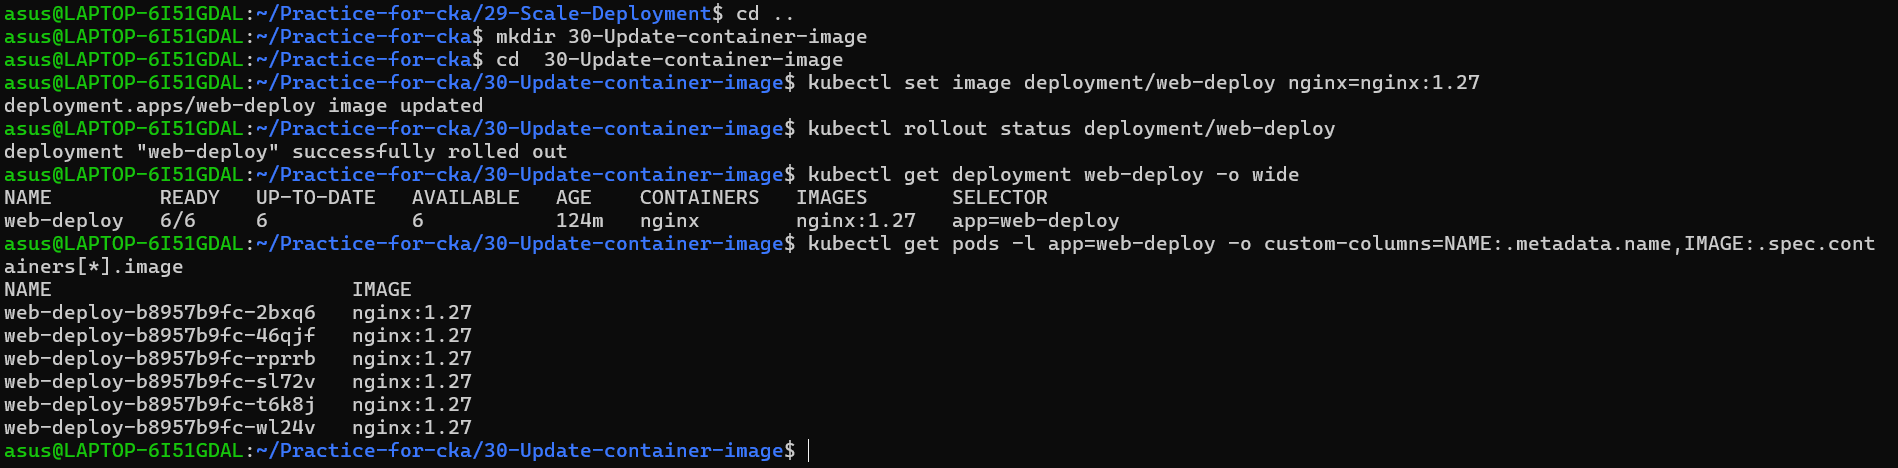 asus@LAPTOP-6I51GDAL:~/Practice-for-cka/29-Scale-Deployment$ cd ..
asus@LAPTOP-6I51GDAL:~/Practice-for-cka$ mkdir 30-Update-container-image
asus@LAPTOP-6I51GDAL:~/Practice-for-cka$ cd  30-Update-container-image
asus@LAPTOP-6I51GDAL:~/Practice-for-cka/30-Update-container-image$ kubectl set image deployment/web-deploy nginx=nginx:1.27
deployment.apps/web-deploy image updated
asus@LAPTOP-6I51GDAL:~/Practice-for-cka/30-Update-container-image$ kubectl rollout status deployment/web-deploy
deployment "web-deploy" successfully rolled out
asus@LAPTOP-6I51GDAL:~/Practice-for-cka/30-Update-container-image$ kubectl get deployment web-deploy -o wide
NAME         READY   UP-TO-DATE   AVAILABLE   AGE    CONTAINERS   IMAGES       SELECTOR
web-deploy   6/6     6            6           124m   nginx        nginx:1.27   app=web-deploy
asus@LAPTOP-6I51GDAL:~/Practice-for-cka/30-Update-container-image$ kubectl get pods -l app=web-deploy -o custom-columns=NAME:.metadata.name,IMAGE:.spec.cont
ainers[*].image
NAME                         IMAGE
web-deploy-b8957b9fc-2bxq6   nginx:1.27
web-deploy-b8957b9fc-46qjf   nginx:1.27
web-deploy-b8957b9fc-rprrb   nginx:1.27
web-deploy-b8957b9fc-sl72v   nginx:1.27
web-deploy-b8957b9fc-t6k8j   nginx:1.27
web-deploy-b8957b9fc-wl24v   nginx:1.27
asus@LAPTOP-6I51GDAL:~/Practice-for-cka/30-Update-container-image$